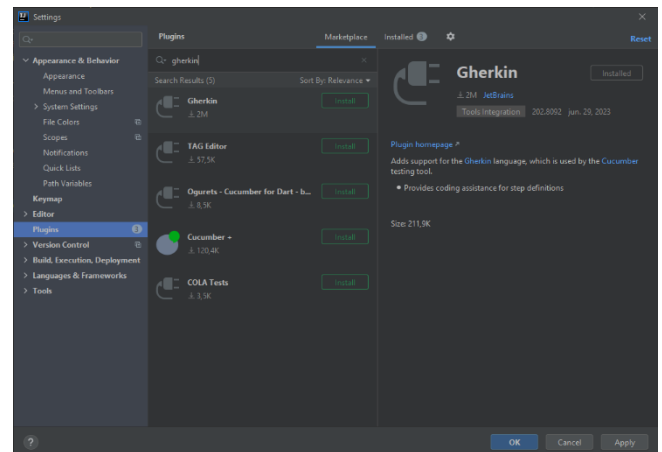 Settings
Appearance & Behavior
Appearance
Menus and Toolbars
System Settings
File Colors
Scopes
Notifications
Quick Lists
Path Variables
Keymap
Editor
Plugins 3
Version Control
Build, Execution, Deployment
Languages & Frameworks
Tools
Plugins
Marketplace
Installed 3
Reset
gherkin
Search Results (5)
Sort By: Relevance
Gherkin
2M
Install
TAG Editor
57,5K
Install
Ogurets - Cucumber for Dart - b...
8,5K
Install
Cucumber +
120,4K
Install
COLA Tests
3,5K
Install
Gherkin
Installed
2M JetBrains
Tools Integration 202.8092 jun. 29, 2023
Plugin homepage
Adds support for the Gherkin language, which is used by the Cucumber
testing tool.
Provides coding assistance for step definitions
Size: 211,9K
?
OK
Cancel
Apply